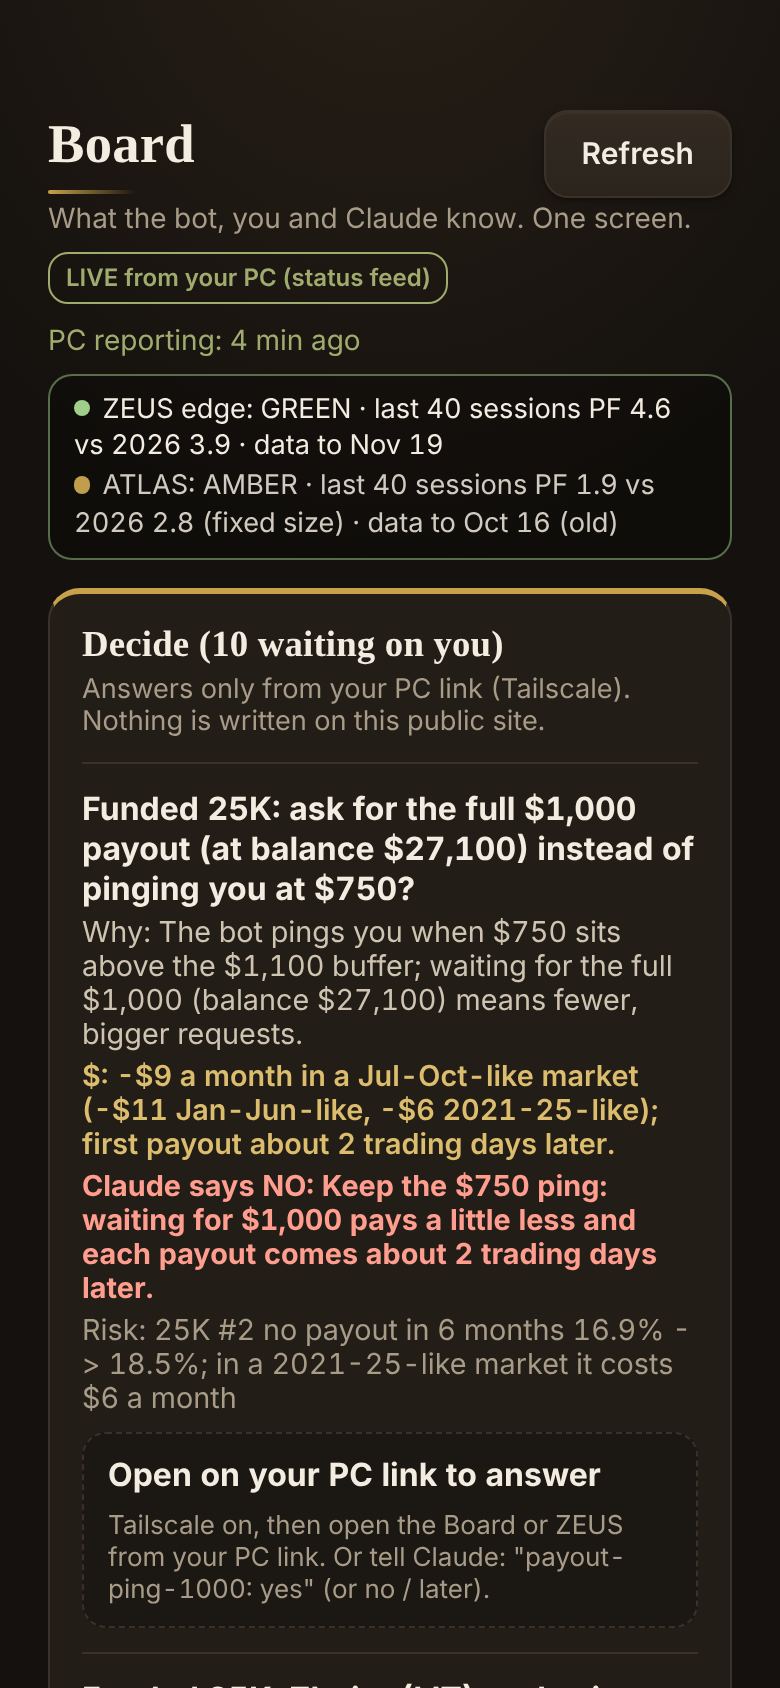 Board
Refresh
What the bot, you and Claude know. One screen.
LIVE from your PC (status feed)
PC reporting: 4 min ago
ZEUS edge: GREEN · last 40 sessions PF 4.6
vs 2026 3.9 · data to Nov 19
ATLAS: AMBER · last 40 sessions PF 1.9 vs
2026 2.8 (fixed size) · data to Oct 16 (old)
Decide (10 waiting on you)
Answers only from your PC link (Tailscale).
Nothing is written on this public site.
Funded 25K: ask for the full $1,000
payout (at balance $27,100) instead of
pinging you at $750?
Why: The bot pings you when $750 sits
above the $1,100 buffer; waiting for the full
$1,000 (balance $27,100) means fewer,
bigger requests.
$: -$9 a month in a Jul-Oct-like market
(-$11 Jan-Jun-like, -$6 2021-25-like);
first payout about 2 trading days later.
Claude says NO: Keep the $750 ping:
waiting for $1,000 pays a little less and
each payout comes about 2 trading days
later.
Risk: 25K #2 no payout in 6 months 16.9% -
> 18.5%; in a 2021-25-like market it costs
$6 a month
Open on your PC link to answer
Tailscale on, then open the Board or ZEUS
from your PC link. Or tell Claude: "payout-
ping-1000: yes" (or no / later).